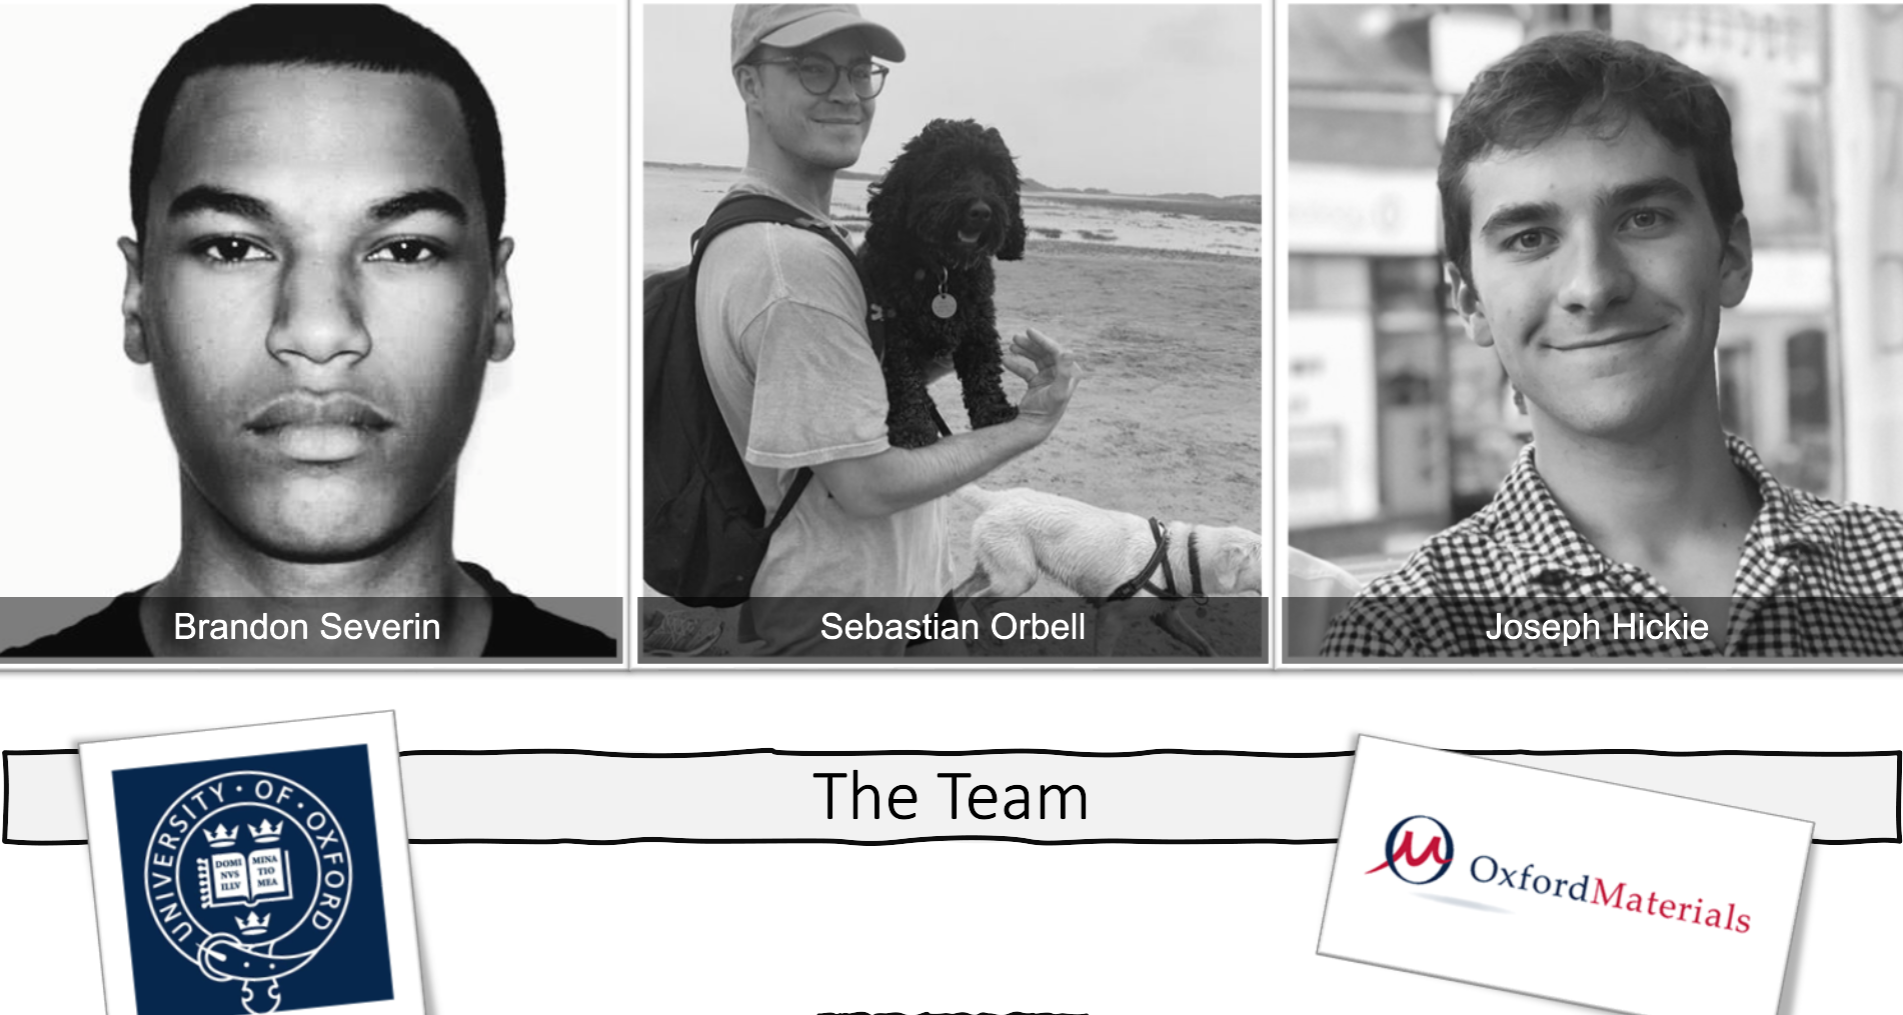 Brandon Severin
Sebastian Orbell
Joseph Hickie
The Team
UNIVERSITY · OF · OXFORD
DOMI MINA
NVS TIO
ILLV MEA
OxfordMaterials